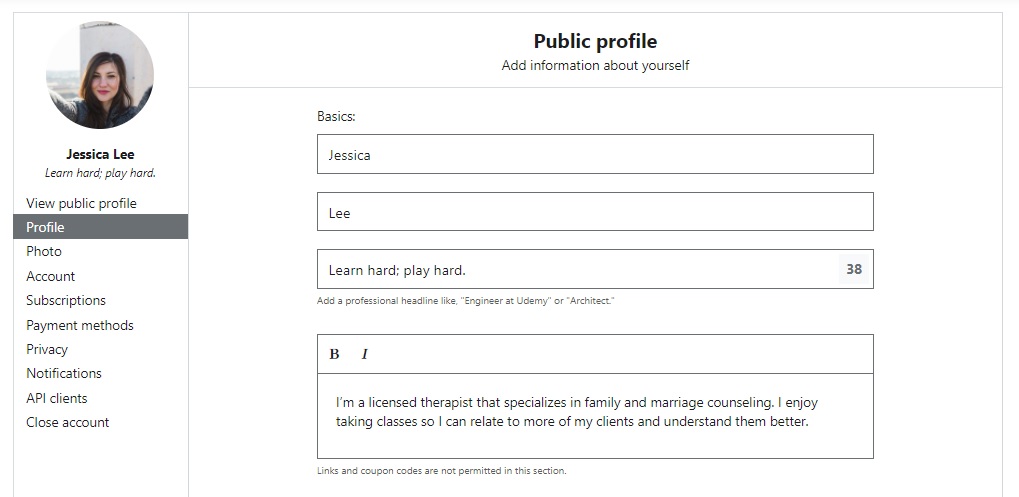 Jessica Lee
Learn hard; play hard.
View public profile
Profile
Photo
Account
Subscriptions
Payment methods
Privacy
Notifications
API clients
Close account
Public profile
Add information about yourself
Basics:
Jessica
Lee
Learn hard; play hard. 38
Add a professional headline like, "Engineer at Udemy" or "Architect."
B I
I'm a licensed therapist that specializes in family and marriage counseling. I enjoy
taking classes so I can relate to more of my clients and understand them better.
Links and coupon codes are not permitted in this section.